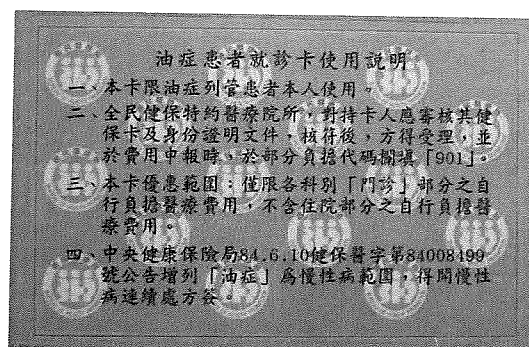 油症患者就診卡使用說明
一、本卡限油症列管患者本人使用。
二、全民健保特約醫療院所，對持卡人應審核其健
保卡及身份證明文件，核符後，方得受理，並
於費用申報時，於部分負擔代碼欄填「901」。
三、本卡優惠範圍：僅限各科別「門診」部分之自
行負擔醫療費用，不含住院部分之自行負擔醫
療費用。
四、中央健康保險局84.6.10健保醫字第84008499
號公告增列「油症」為慢性病範圍，得開慢性
病連續處方箋。